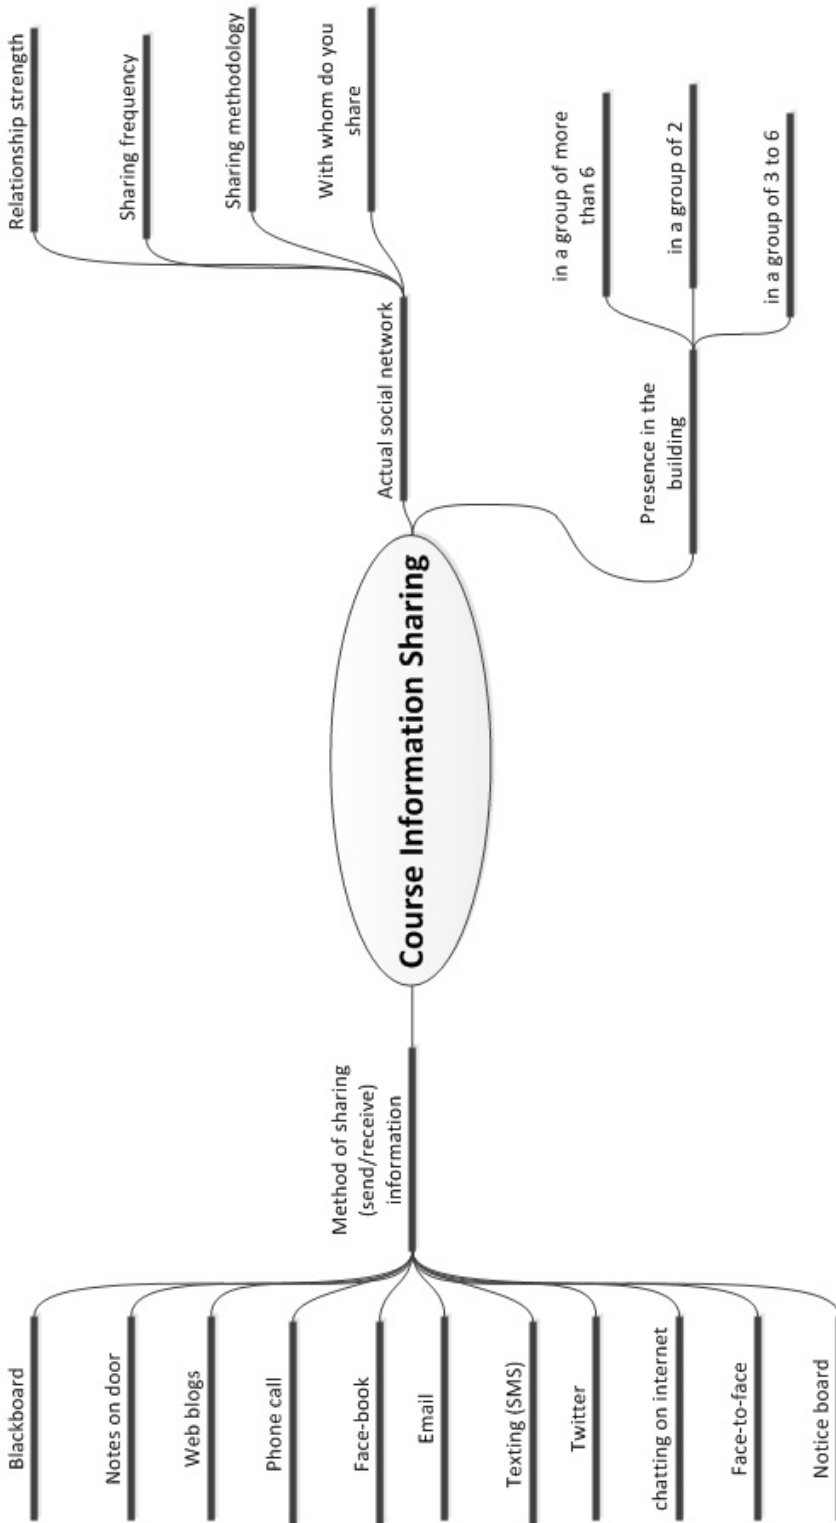 Course Information Sharing
Method of sharing
(send/receive)
information
Blackboard
Notes on door
Web blogs
Phone call
Face-book
Email
Texting (SMS)
Twitter
chatting on internet
Face-to-face
Notice board
Actual social network
Relationship strength
Sharing frequency
Sharing methodology
With whom do you
share
Presence in the
building
in a group of more
than 6
in a group of 2
in a group of 3 to 6